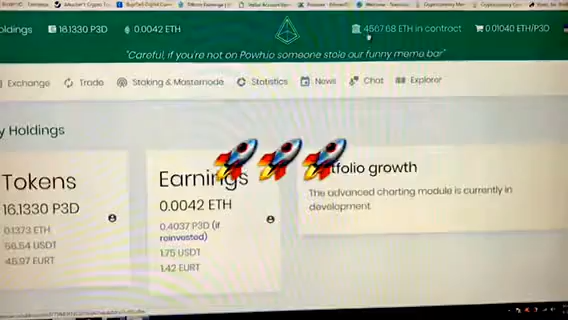 oldings 16.1330 P3D 0.0042 ETH 4567.68 ETH in contract 0.01040 ETH/P3D
"Careful, if you're not on Powh.io someone stole our funny meme bar"
Exchange Trade Staking & Masternode Statistics News Chat Explorer
y Holdings
Tokens
16.1330 P3D
0.1373 ETH
56.54 USDT
45.97 EURT
Earnings
0.0042 ETH
0.4037 P3D (if
reinvested)
1.75 USDT
1.42 EURT
tfolio growth
The advanced charting module is currently in
development